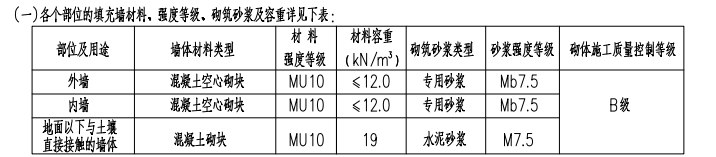 (一)各个部位的填充墙材料、强度等级、砌筑砂浆及容重详见下表:
部位及用途 墙体材料类型 材料强度等级 材料容重(kN/m³) 砌筑砂浆类型 砂浆强度等级 砌体施工质量控制等级
外墙 混凝土空心砌块 MU10 ≤12.0 专用砂浆 Mb7.5 B级
内墙 混凝土空心砌块 MU10 ≤12.0 专用砂浆 Mb7.5
地面以下与土壤直接接触的墙体 混凝土砌块 MU10 19 水泥砂浆 M7.5